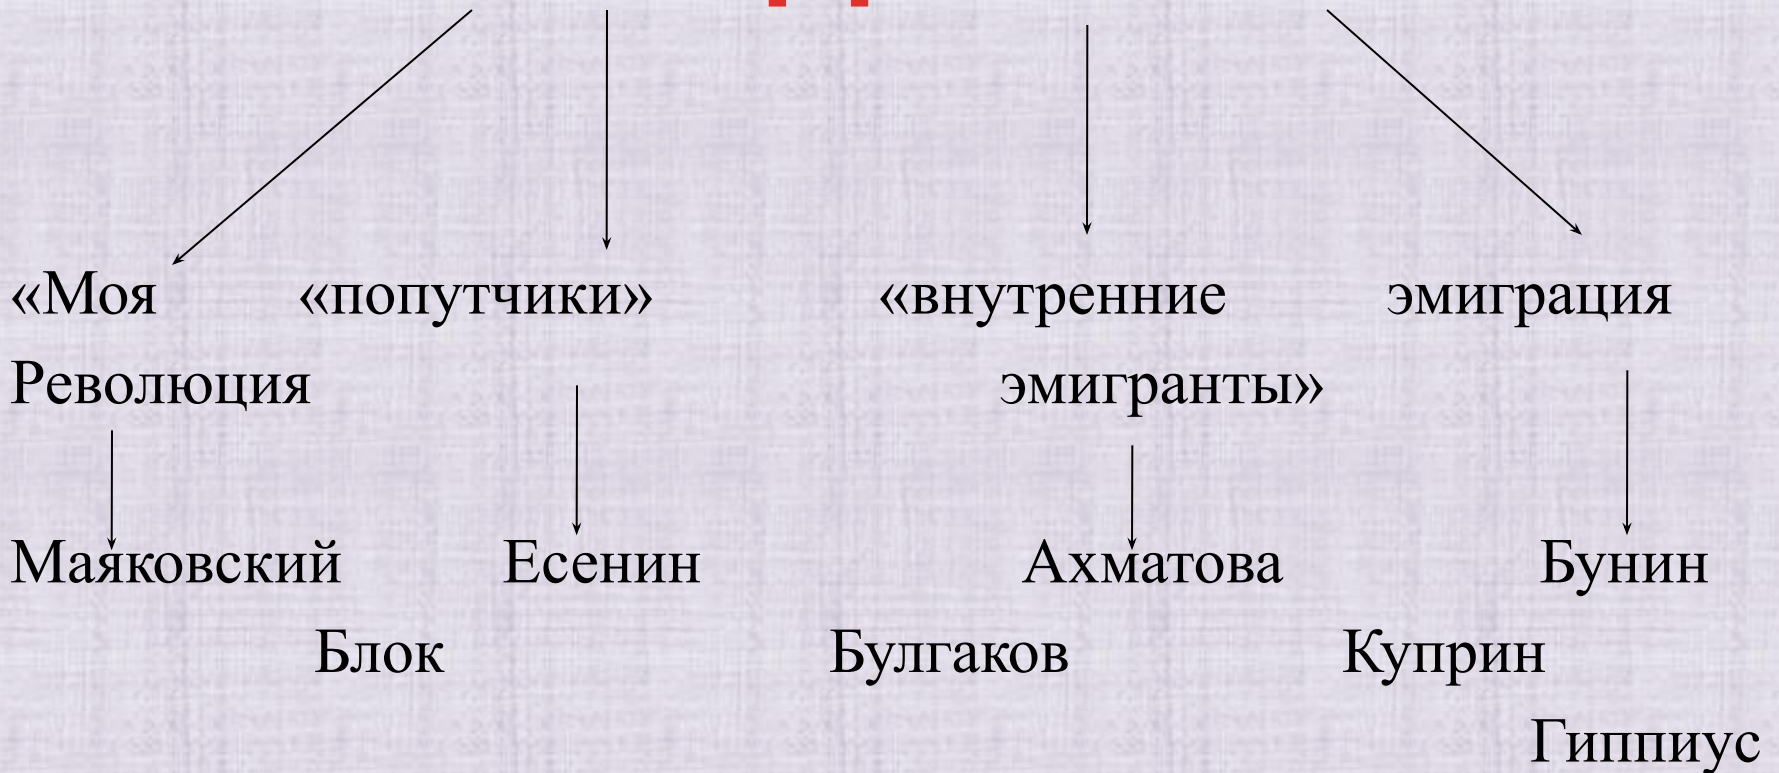 «Моя «попутчики» «внутренние эмиграция
Революция эмигранты»
Маяковский Есенин Ахматова Бунин
Блок Булгаков Куприн
Гиппиус